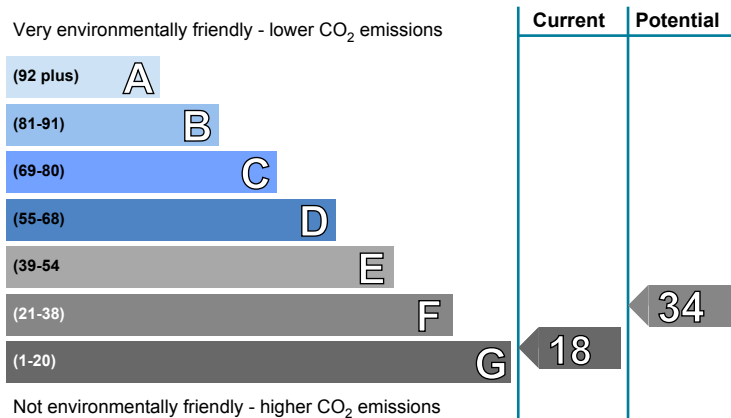 Very environmentally friendly - lower CO₂ emissions
Current
Potential
(92 plus) A
(81-91) B
(69-80) C
(55-68) D
(39-54 E
(21-38) F
34
(1-20) G
18
Not environmentally friendly - higher CO₂ emissions